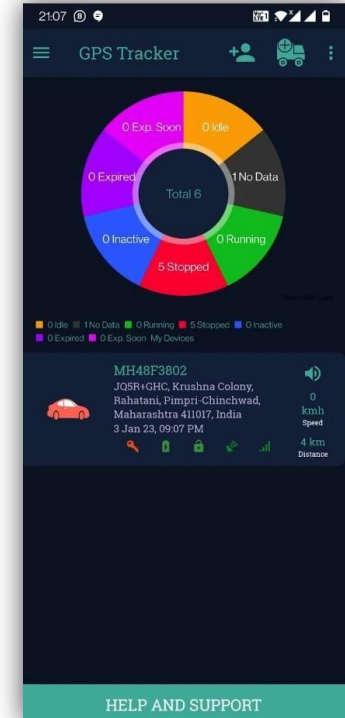 21:07
GPS Tracker
0 Exp. Soon
0 Idle
0 Expired
1 No Data
Total 6
0 Inactive
0 Running
5 Stopped
0 Idle 1 No Data 0 Running 5 Stopped 0 Inactive
0 Expired 0 Exp. Soon My Devices
MH48F3802
JQ5R+GHC, Krushna Colony,
Rahatani, Pimpri-Chinchwad,
Maharashtra 411017, India
3 Jan 23, 09:07 PM
0
kmh
Speed
4 km
Distance
HELP AND SUPPORT